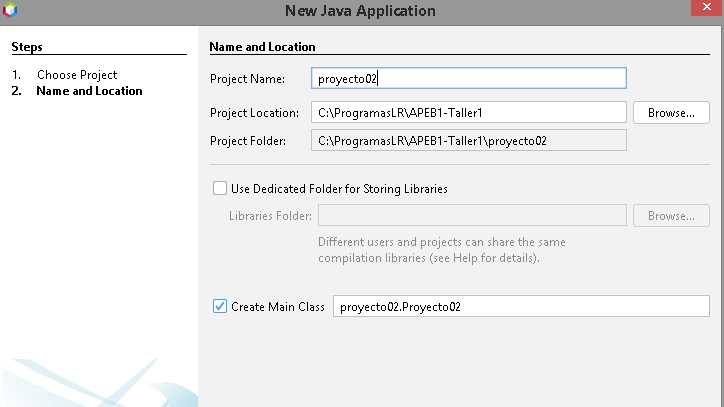 New Java Application
Steps
1. Choose Project
2. Name and Location
Name and Location
Project Name: proyecto02
Project Location: C:\ProgramasLR\APEB1-Taller1 Browse...
Project Folder: C:\ProgramasLR\APEB1-Taller1\proyecto02
Use Dedicated Folder for Storing Libraries
Libraries Folder: Browse...
Different users and projects can share the same
compilation libraries (see Help for details).
Create Main Class proyecto02.Proyecto02